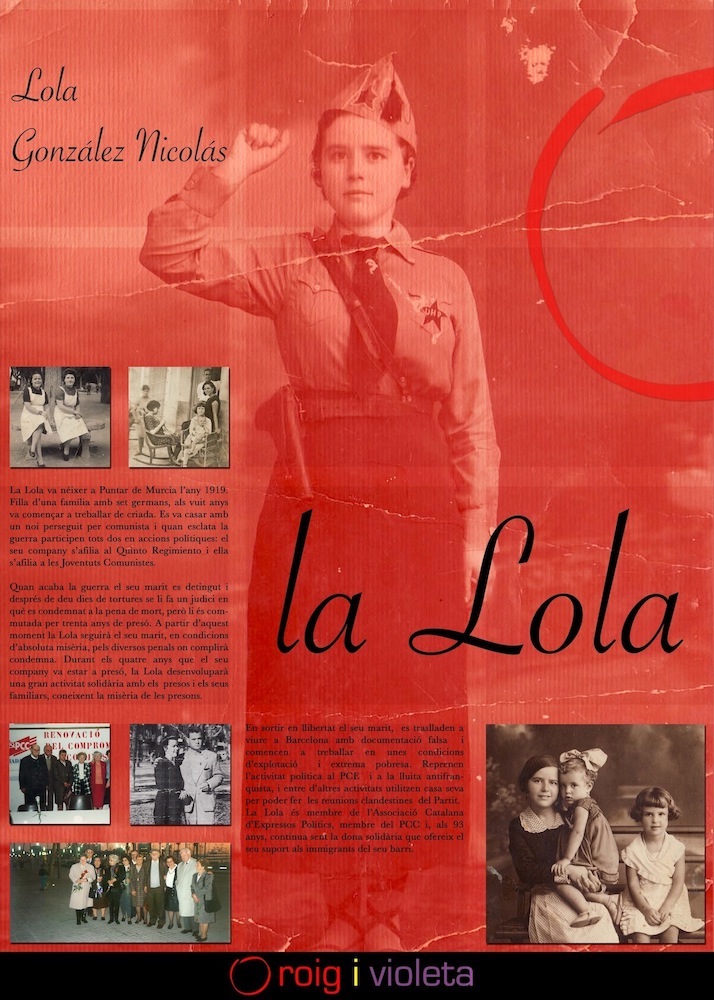 Lola
González Nicolás
la Lola
La Lola va néixer a Puntar de Murcia l'any 1919.
Filla d'una família amb set germans, als vuit anys
va començar a treballar de criada. Es va casar amb
un noi perseguit per comunista i quan esclata la
guerra participen tots dos en accions polítiques: el
seu company s'afilia al Quinto Regimiento i ella
s'afilia a les Joventuts Comunistes.
Quan acaba la guerra el seu marit es detingut i
després de deu dies de tortures se li fa un judici en
què es condemnat a la pena de mort, però li és com-
mutada per trenta anys de presó. A partir d'aquest
moment la Lola seguirà el seu marit, en condicions
d'absoluta misèria, pels diversos penals on complirà
condemna. Durant els quatre anys que el seu
company va estar a presó, la Lola desenvoluparà
una gran activitat solidària amb els presos i els seus
familiars, coneixent la misèria de les presons.
PCC
RENOVACIÓ
EL COMPROM
En sortir en llibertat el seu marit, es traslladen a
viure a Barcelona amb documentació falsa i
comencen a treballar en unes condicions
d'explotació i extrema pobresa. Reprenen
l'activitat política al PCE i a la lluita antifran-
quista, i entre d'altres activitats utilitzen casa seva
per poder fer les reunions clandestines del Partit.
La Lola és membre de l'Associació Catalana
d'Expressos Polítics, membre del PCC i, als 93
anys, continua sent la dona solidària que ofereix el
seu suport als immigrants del seu barri.
roig i violeta